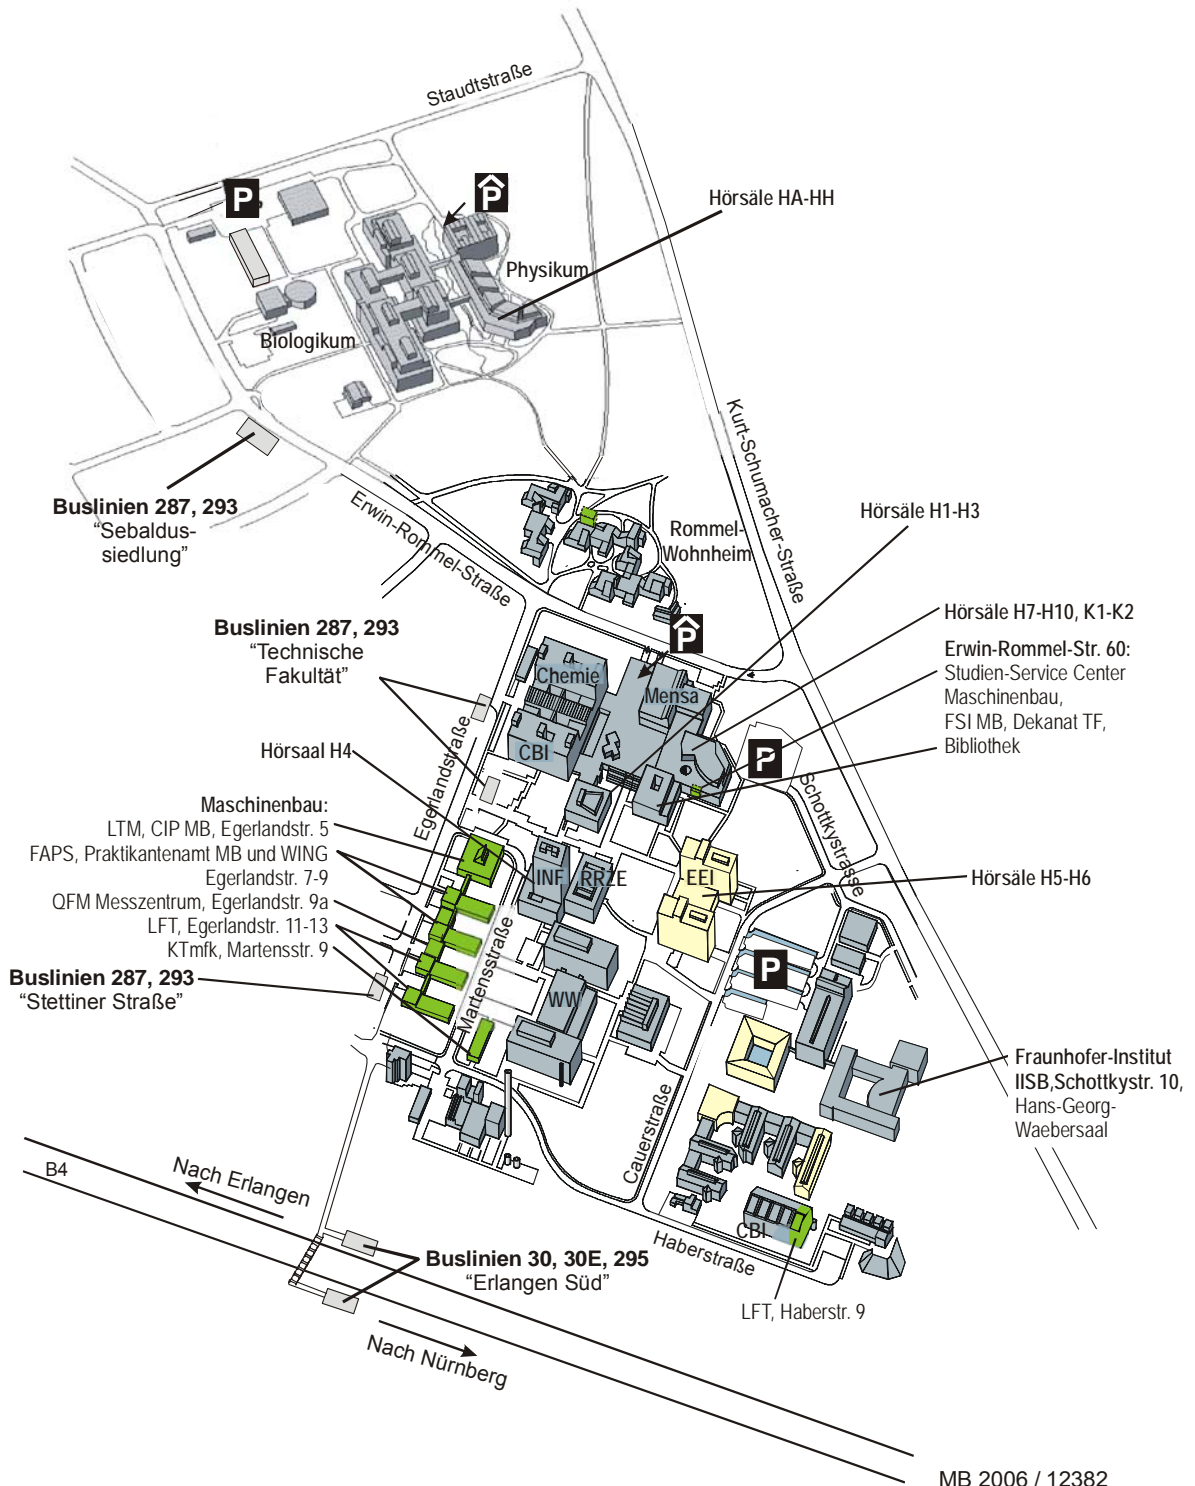 Staudtstraße
P
P
Hörsäle HA-HH
Physikum
Biologikum
Kurt-Schumacher-Straße
Buslinien 287, 293
“Sebaldus-
siedlung”
Erwin-Rommel-Straße
Rommel-
Wohnheim
Hörsäle H1-H3
Hörsäle H7-H10, K1-K2
Buslinien 287, 293
“Technische
Fakultät”
P
Erwin-Rommel-Str. 60:
Studien-Service Center
Maschinenbau,
FSI MB, Dekanat TF,
Bibliothek
Chemie
Mensa
CBI
P
Hörsaal H4
Egerlandstraße
Schottkystrasse
Maschinenbau:
LTM, CIP MB, Egerlandstr. 5
FAPS, Praktikantenamt MB und WING
Egerlandstr. 7-9
QFM Messzentrum, Egerlandstr. 9a
LFT, Egerlandstr. 11-13
KTmfk, Martensstr. 9
INF
RRZE
EEI
Hörsäle H5-H6
Buslinien 287, 293
“Stettiner Straße”
Martensstraße
P
WW
Fraunhofer-Institut
IISB,Schottkystr. 10,
Hans-Georg-
Waebersaal
Cauerstraße
B4
Nach Erlangen
CBI
Haberstraße
Buslinien 30, 30E, 295
“Erlangen Süd”
LFT, Haberstr. 9
Nach Nürnberg
MB 2006 / 12382